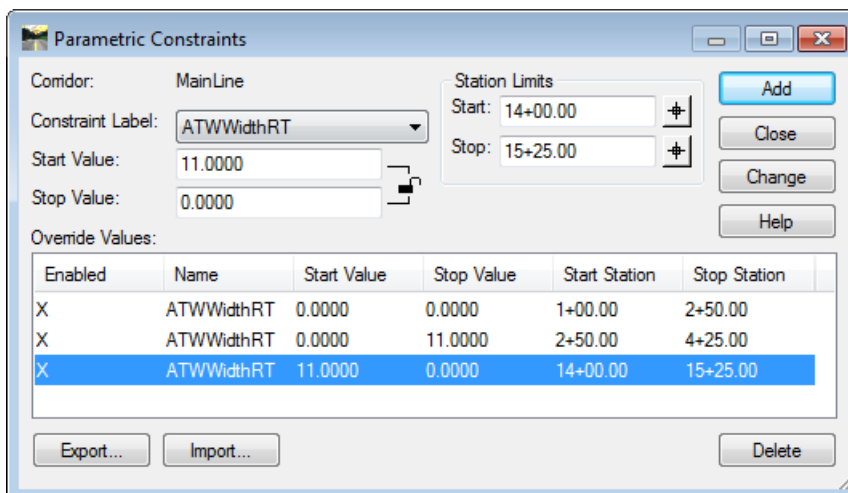 Parametric Constraints
Corridor: MainLine
Station Limits
Add
Start: 14+00.00
Constraint Label: ATWWidthRT
Close
Stop: 15+25.00
Start Value: 11.0000
Change
Stop Value: 0.0000
Help
Override Values:
Enabled Name Start Value Stop Value Start Station Stop Station
X ATWWidthRT 0.0000 0.0000 1+00.00 2+50.00
X ATWWidthRT 0.0000 11.0000 2+50.00 4+25.00
X ATWWidthRT 11.0000 0.0000 14+00.00 15+25.00
Export... Import... Delete